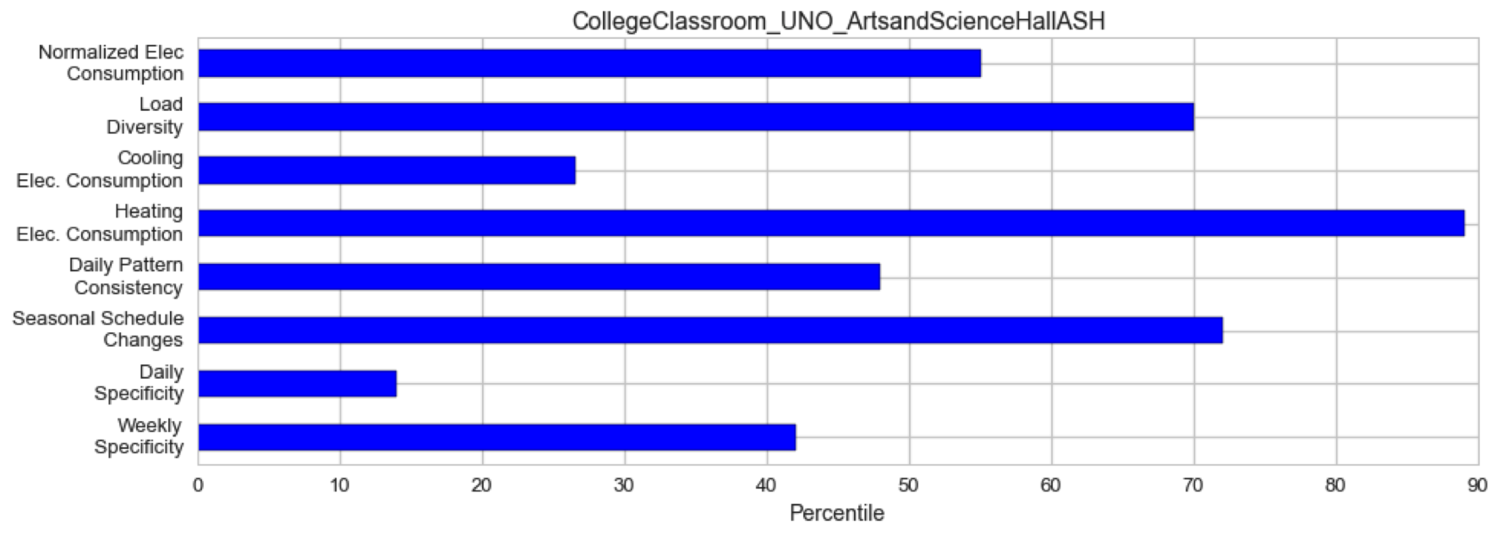 CollegeClassroom_UNO_ArtsandScienceHallASH
Normalized Elec
Consumption
Load
Diversity
Cooling
Elec. Consumption
Heating
Elec. Consumption
Daily Pattern
Consistency
Seasonal Schedule
Changes
Daily
Specificity
Weekly
Specificity
0 10 20 30 40 50 60 70 80 90
Percentile